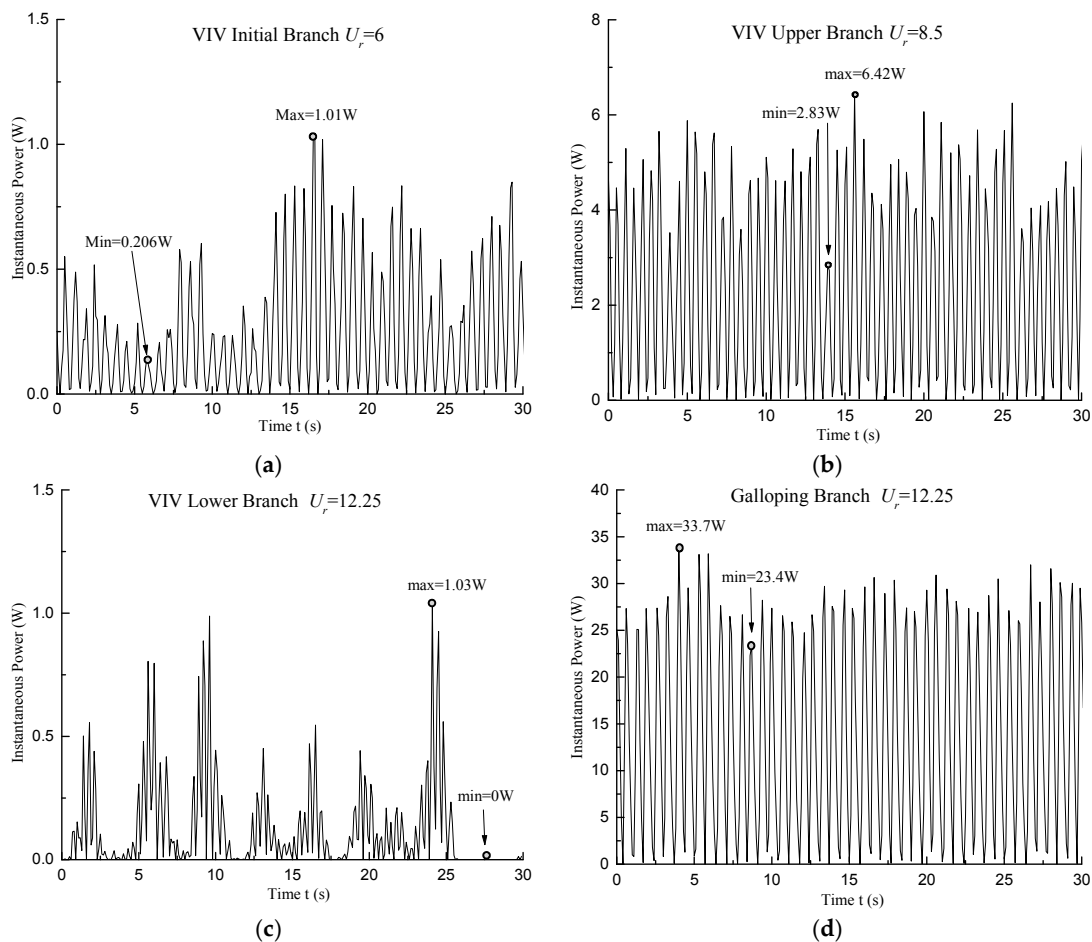 VIV Initial Branch U_r=6
1.5
1.0
0.5
0.0
Instantaneous Power (W)
Max=1.01W
Min=0.206W
0 5 10 15 20 25 30
Time t (s)
(a)
VIV Upper Branch U_r=8.5
8
6
4
2
0
Instantaneous Power (W)
max=6.42W
min=2.83W
0 5 10 15 20 25 30
Time t (s)
(b)
VIV Lower Branch U_r=12.25
1.5
1.0
0.5
0.0
Instantaneous Power (W)
max=1.03W
min=0W
0 5 10 15 20 25 30
Time t (s)
(c)
Galloping Branch U_r=12.25
40
35
30
25
20
15
10
5
0
Instantaneous Power (W)
max=33.7W
min=23.4W
0 5 10 15 20 25 30
Time t (s)
(d)